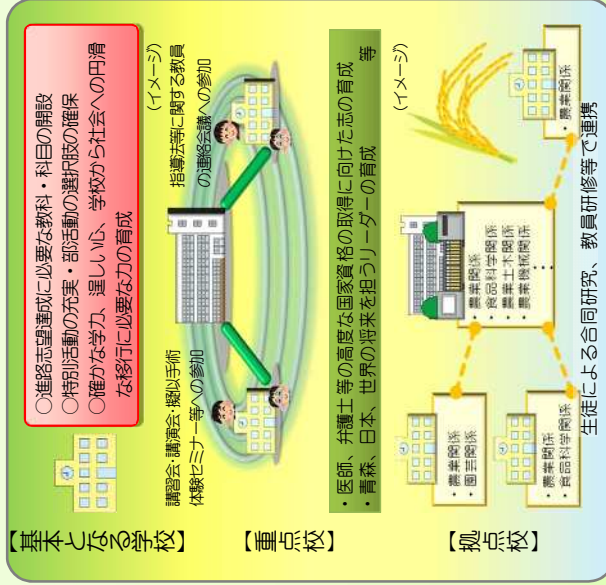 【基本となる学校】
○進路志望達成に必要な教科・科目の開設
○特別活動の充実・部活動の選択肢の確保
○確かな学力、逞しい心、学校から社会への円滑
な移行に必要な力の育成
【重点校】
(イメージ)
講習会・講演会・擬似手術
体験セミナー等への参加
指導法等に関する教員
の連絡会議への参加
・医師、弁護士等の高度な国家資格の取得に向けた志の育成
・青森、日本、世界の将来を担うリーダーの育成 等
【拠点校】
(イメージ)
・農業関係
・園芸関係
・農業関係
・食品科学関係
・農業関係
・食品科学関係
・農業土木関係
・農業機械関係
・農業関係
生徒による合同研究、教員研修等で連携